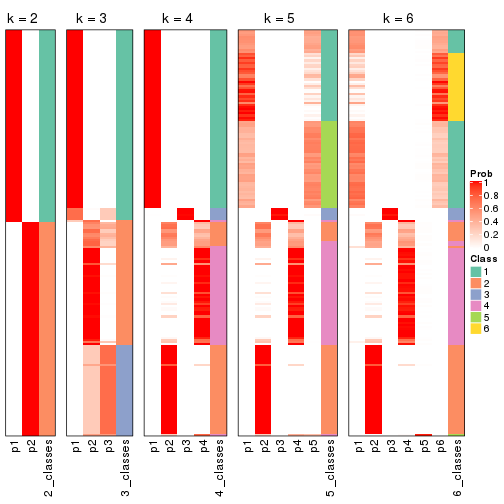 k = 2
k = 3
k = 4
k = 5
k = 6
Prob
1
0.8
0.6
0.4
0.2
0
Class
1
2
3
4
5
6
p1
p2
2_classes
p1
p2
p3
3_classes
p1
p2
p3
p4
4_classes
p1
p2
p3
p4
p5
5_classes
p1
p2
p3
p4
p5
p6
6_classes